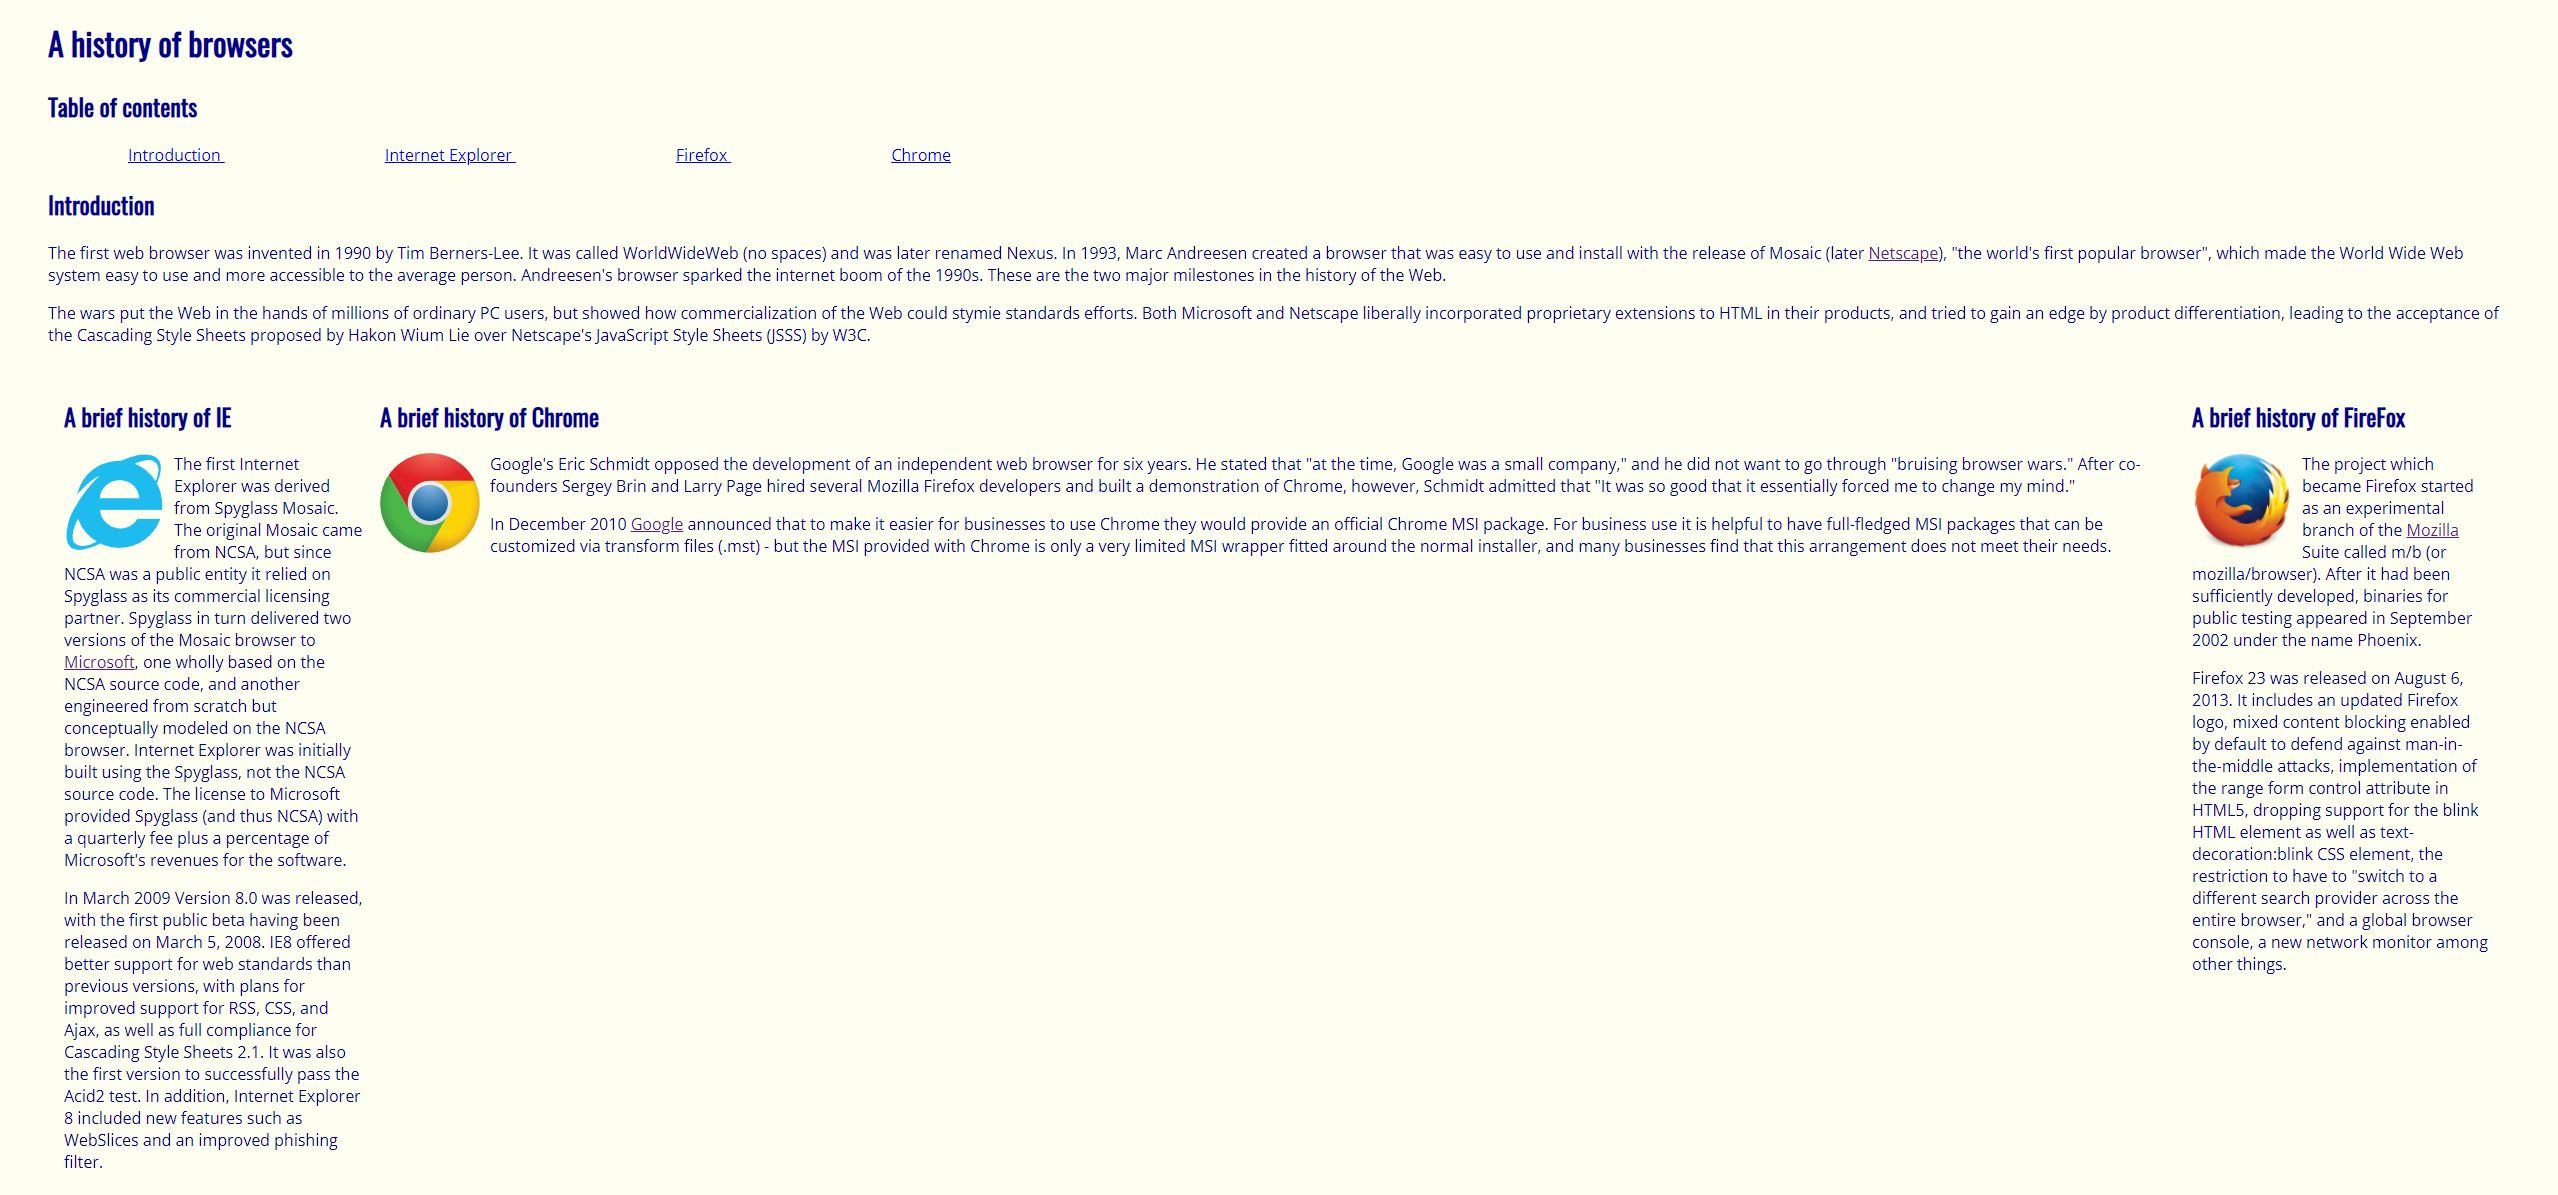 A history of browsers
Table of contents
Introduction
Internet Explorer
Firefox
Chrome
Introduction
The first web browser was invented in 1990 by Tim Berners-Lee. It was called WorldWideWeb (no spaces) and was later renamed Nexus. In 1993, Marc Andreesen created a browser that was easy to use and install with the release of Mosaic (later Netscape), "the world's first popular browser", which made the World Wide Web
system easy to use and more accessible to the average person. Andreesen's browser sparked the internet boom of the 1990s. These are the two major milestones in the history of the Web.
The wars put the Web in the hands of millions of ordinary PC users, but showed how commercialization of the Web could stymie standards efforts. Both Microsoft and Netscape liberally incorporated proprietary extensions to HTML in their products, and tried to gain an edge by product differentiation, leading to the acceptance of
the Cascading Style Sheets proposed by Hakon Wium Lie over Netscape's JavaScript Style Sheets (JSSS) by W3C.
A brief history of IE
The first Internet
Explorer was derived
from Spyglass Mosaic.
The original Mosaic came
from NCSA, but since
NCSA was a public entity it relied on
Spyglass as its commercial licensing
partner. Spyglass in turn delivered two
versions of the Mosaic browser to
Microsoft, one wholly based on the
NCSA source code, and another
engineered from scratch but
conceptually modeled on the NCSA
browser. Internet Explorer was initially
built using the Spyglass, not the NCSA
source code. The license to Microsoft
provided Spyglass (and thus NCSA) with
a quarterly fee plus a percentage of
Microsoft's revenues for the software.
In March 2009 Version 8.0 was released,
with the first public beta having been
released on March 5, 2008. IE8 offered
better support for web standards than
previous versions, with plans for
improved support for RSS, CSS, and
Ajax, as well as full compliance for
Cascading Style Sheets 2.1. It was also
the first version to successfully pass the
Acid2 test. In addition, Internet Explorer
8 included new features such as
WebSlices and an improved phishing
filter.
A brief history of Chrome
Google's Eric Schmidt opposed the development of an independent web browser for six years. He stated that "at the time, Google was a small company," and he did not want to go through "bruising browser wars." After co-
founders Sergey Brin and Larry Page hired several Mozilla Firefox developers and built a demonstration of Chrome, however, Schmidt admitted that "It was so good that it essentially forced me to change my mind."
In December 2010 Google announced that to make it easier for businesses to use Chrome they would provide an official Chrome MSI package. For business use it is helpful to have full-fledged MSI packages that can be
customized via transform files (.mst) - but the MSI provided with Chrome is only a very limited MSI wrapper fitted around the normal installer, and many businesses find that this arrangement does not meet their needs.
A brief history of FireFox
The project which
became Firefox started
as an experimental
branch of the Mozilla
Suite called m/b (or
mozilla/browser). After it had been
sufficiently developed, binaries for
public testing appeared in September
2002 under the name Phoenix.
Firefox 23 was released on August 6,
2013. It includes an updated Firefox
logo, mixed content blocking enabled
by default to defend against man-in-
the-middle attacks, implementation of
the range form control attribute in
HTML5, dropping support for the blink
HTML element as well as text-
decoration:blink CSS element, the
restriction to have to "switch to a
different search provider across the
entire browser," and a global browser
console, a new network monitor among
other things.